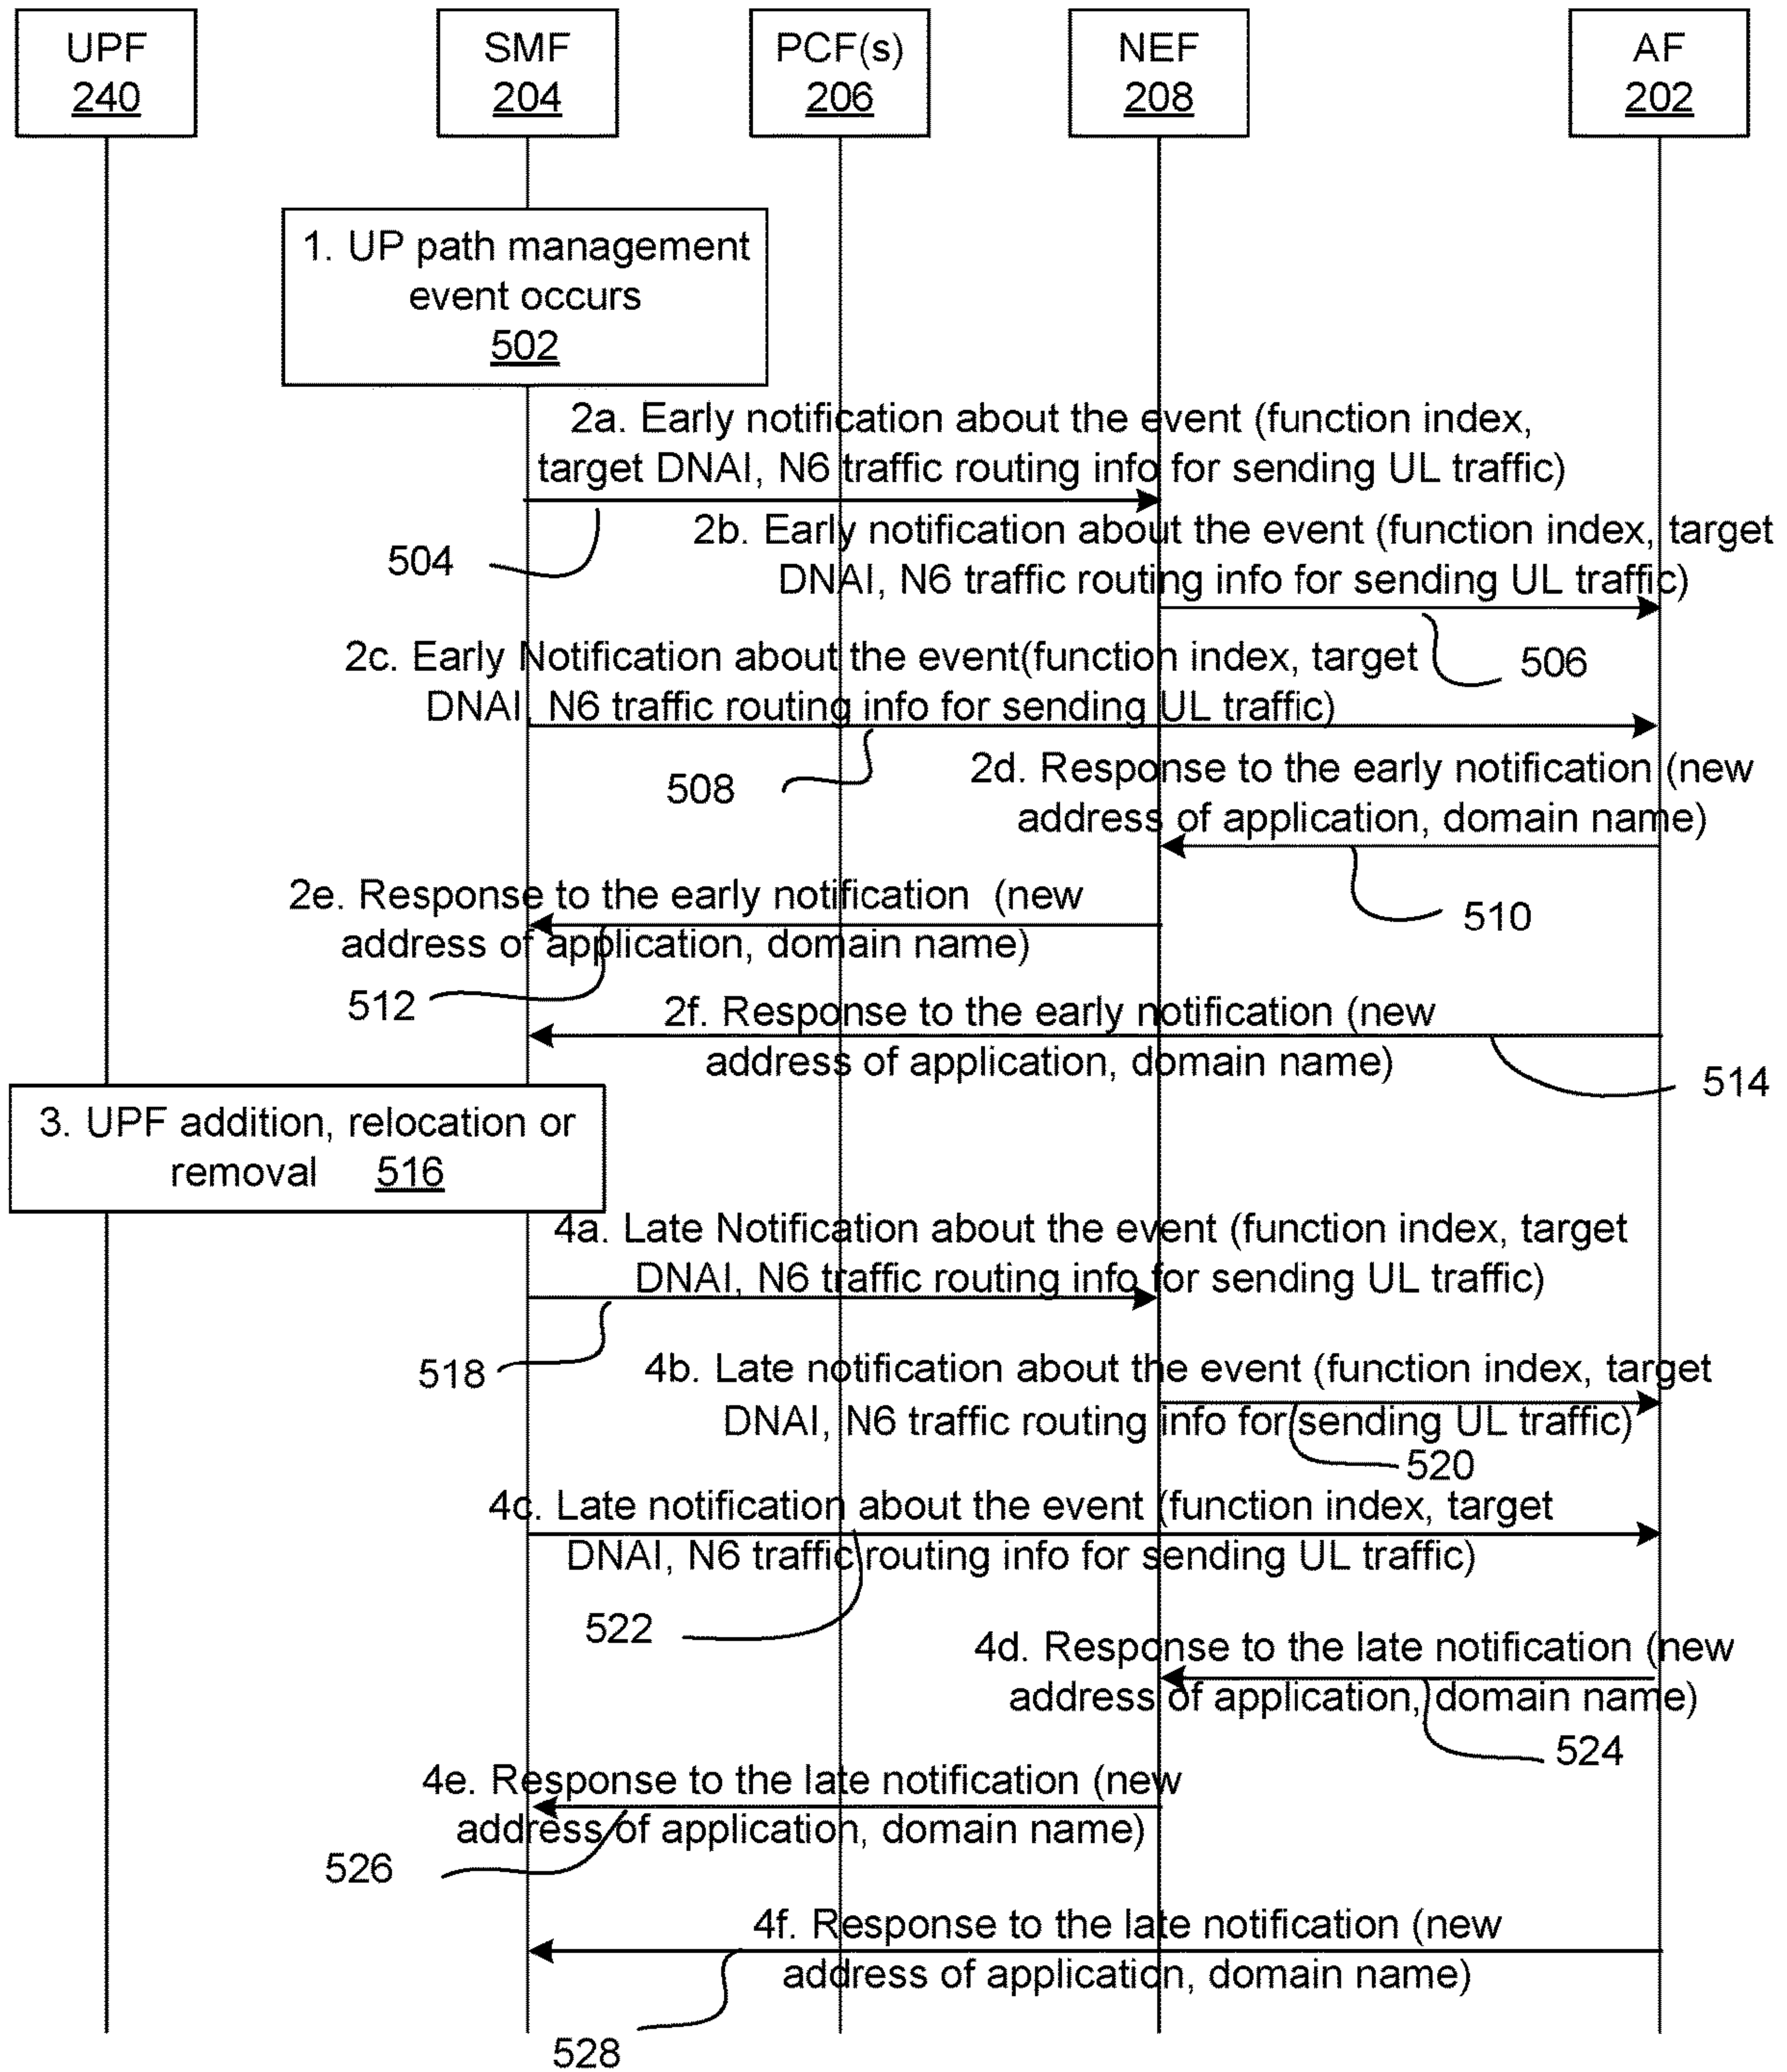 UPF
240
SMF
204
PCF(s)
206
NEF
208
AF
202
1. UP path management
event occurs
502
2a. Early notification about the event (function index,
target DNAI, N6 traffic routing info for sending UL traffic)
504
2b. Early notification about the event (function index, target
DNAI, N6 traffic routing info for sending UL traffic)
506
2c. Early Notification about the event(function index, target
DNAI, N6 traffic routing info for sending UL traffic)
508
2d. Response to the early notification (new
address of application, domain name)
510
2e. Response to the early notification (new
address of application, domain name)
512
2f. Response to the early notification (new
address of application, domain name)
514
3. UPF addition, relocation or
removal 516
4a. Late Notification about the event (function index, target
DNAI, N6 traffic routing info for sending UL traffic)
518
4b. Late notification about the event (function index, target
DNAI, N6 traffic routing info for sending UL traffic)
520
4c. Late notification about the event (function index, target
DNAI, N6 traffic routing info for sending UL traffic)
522
4d. Response to the late notification (new
address of application, domain name)
524
4e. Response to the late notification (new
address of application, domain name)
526
4f. Response to the late notification (new
address of application, domain name)
528